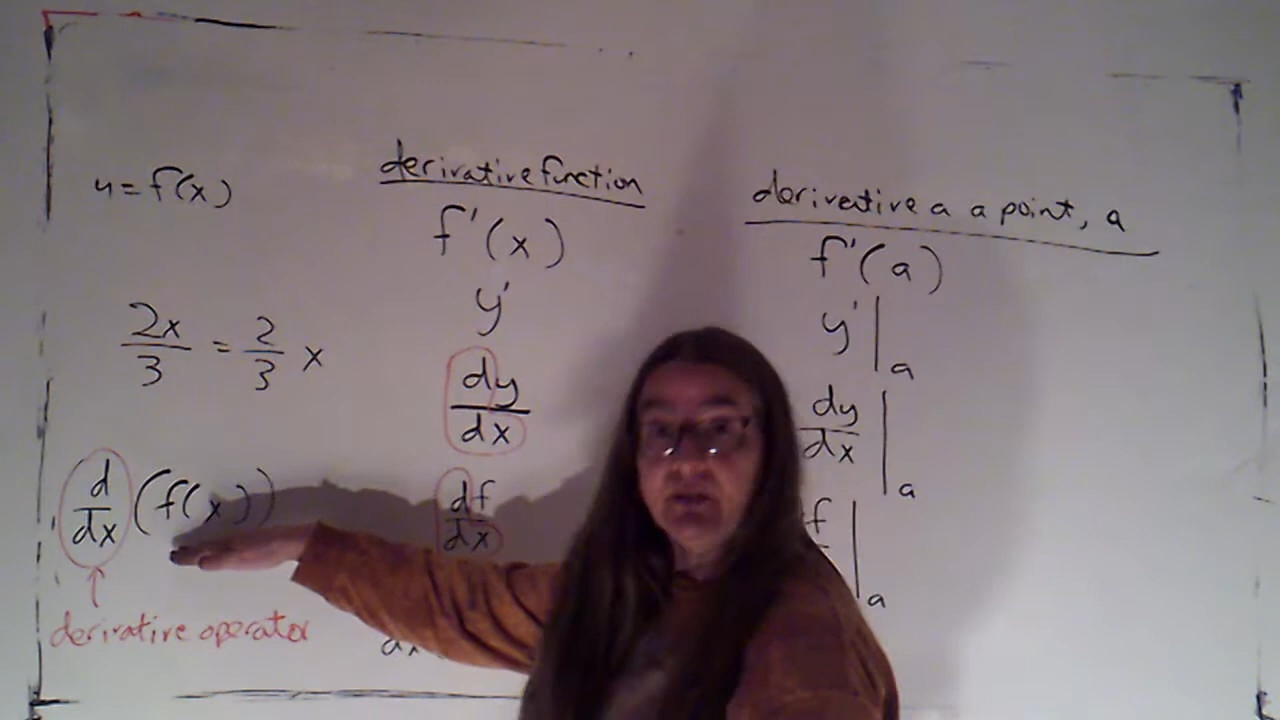 y = f(x)
2x/3 = 2/3 x
d/dx (f(x))
↑
derivative operator
derivative function
f'(x)
y'
dy/dx
df/dx
derivative a a point, a
f'(a)
y'|a
dy/dx|a